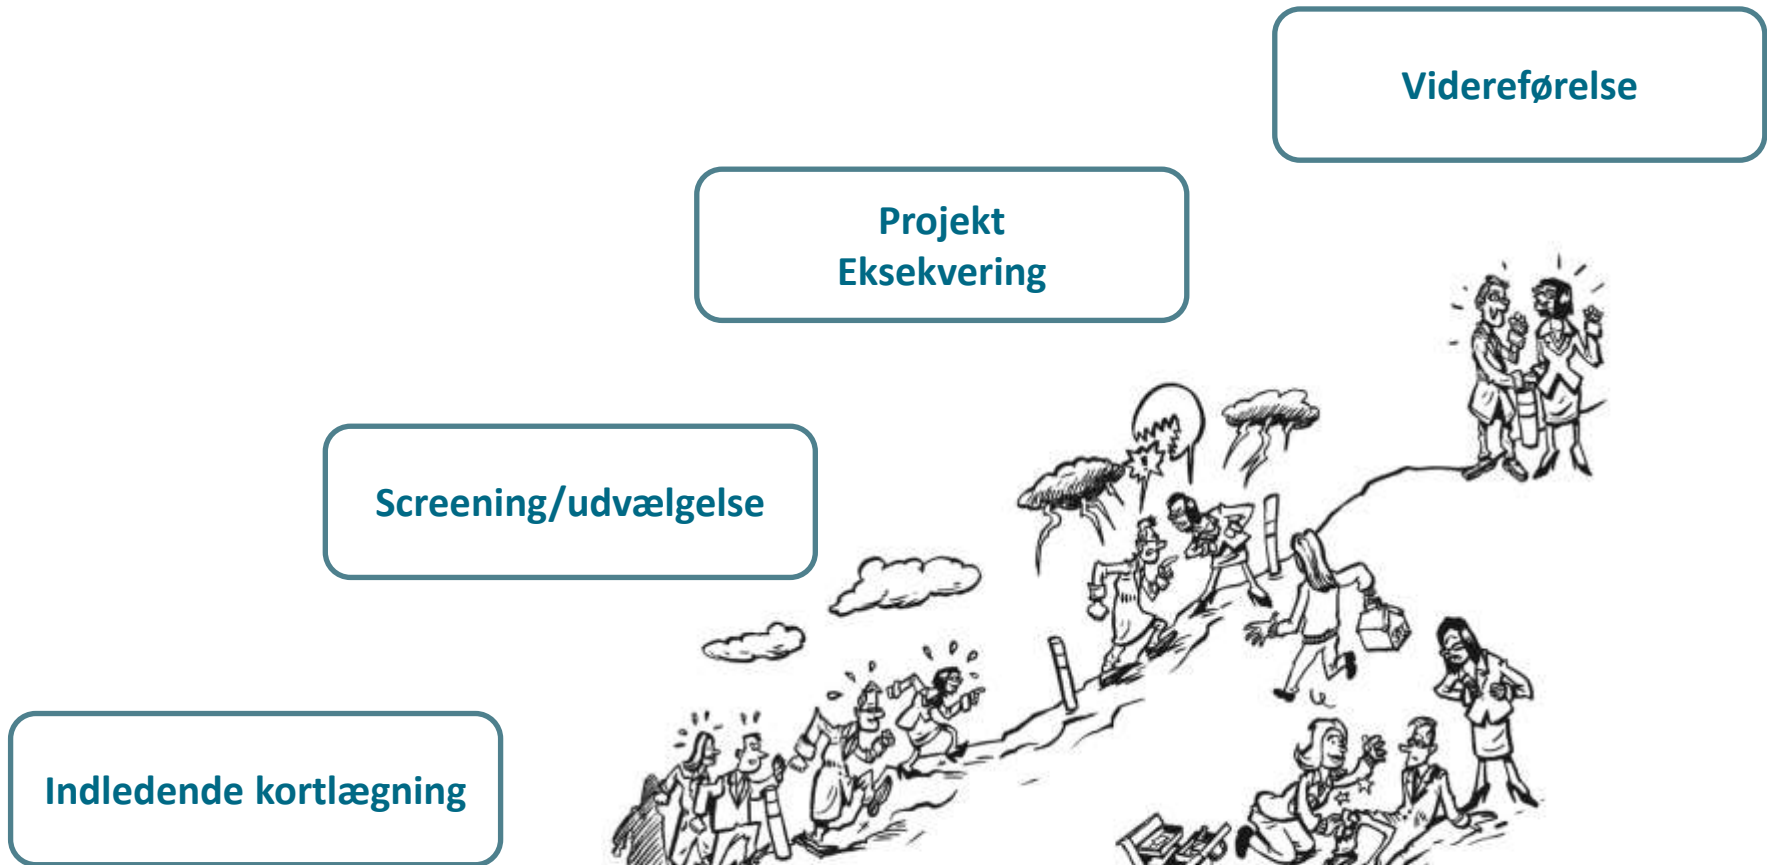 Videreførelse
Projekt
Eksekvering
Screening/udvælgelse
Indledende kortlægning